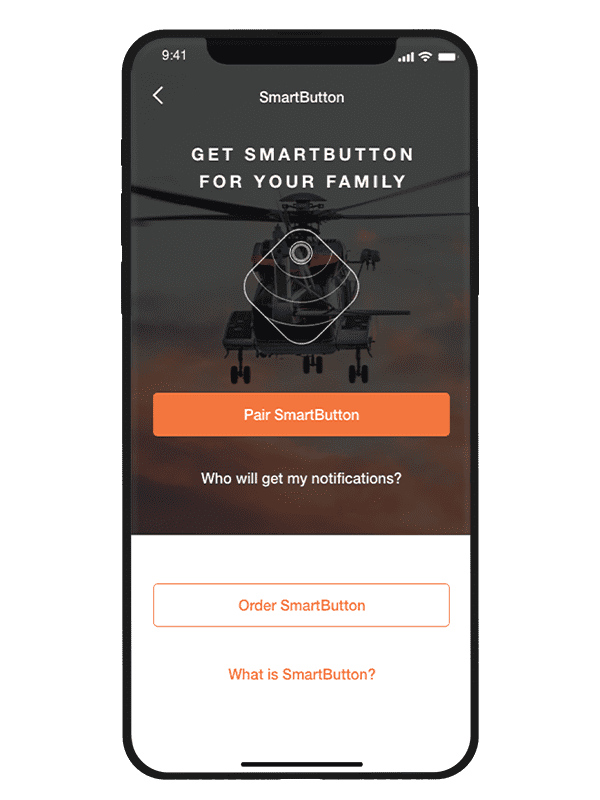 9:41
SmartButton
GET SMARTBUTTON
FOR YOUR FAMILY
Pair SmartButton
Who will get my notifications?
Order SmartButton
What is SmartButton?